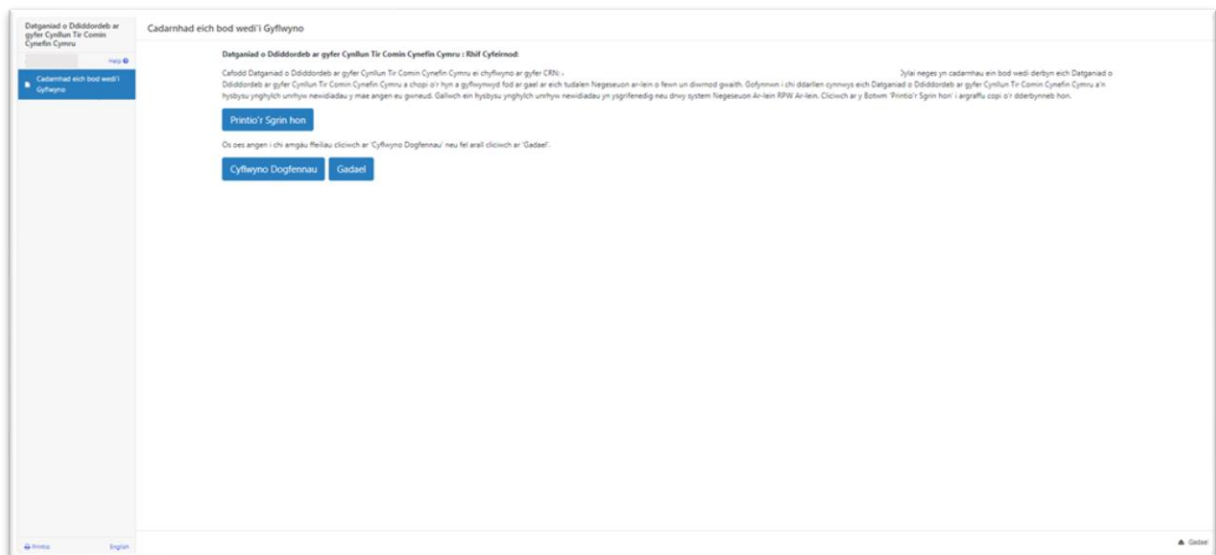 Datganiad o Ddiddordeb ar
gyfer Cynllun Tir Comin
Cynefin Cymru
Help
Cadarnhad eich bod wedi'i
Gyflwyno
Cadarnhad eich bod wedi'i Gyflwyno
Datganiad o Ddiddordeb ar gyfer Cynllun Tir Comin Cynefin Cymru : Rhif Cyfeirnod:
Cafodd Datganiad o Ddiddordeb ar gyfer Cynllun Tir Comin Cynefin Cymru ei chyflwyno ar gyfer CRN: neges yn cadarnhau ein bod wedi derbyn eich Datganiad o
Ddiddordeb ar gyfer Cynllun Tir Comin Cynefin Cymru a chopi o'r hyn a gyflwynwyd fod ar gael ar eich tudalen Negeseuon ar-lein o fewn un diwrnod gwaith. Gofynnwn i chi ddarllen cynnwys eich Datganiad o Ddiddordeb ar gyfer Cynllun Tir Comin Cynefin Cymru a'n
hysbysu ynghylch unrhyw newidiadau y mae angen eu gwneud. Gallwch ein hysbysu ynghylch unrhyw newidiadau yn ysgrifenedig neu drwy system Negeseuon Ar-lein RPW Ar-lein. Cliciwch ar y Botwm 'Printio'r Sgrin hon' i argraffu copi o'r dderbynneb hon.
Printio'r Sgrin hon
Os oes angen i chi amgáu ffeiliau cliciwch ar 'Cyflwyno Dogfennau' neu fel arall cliciwch ar 'Gadael'.
Cyflwyno Dogfennau Gadael
Printio English
Gadael